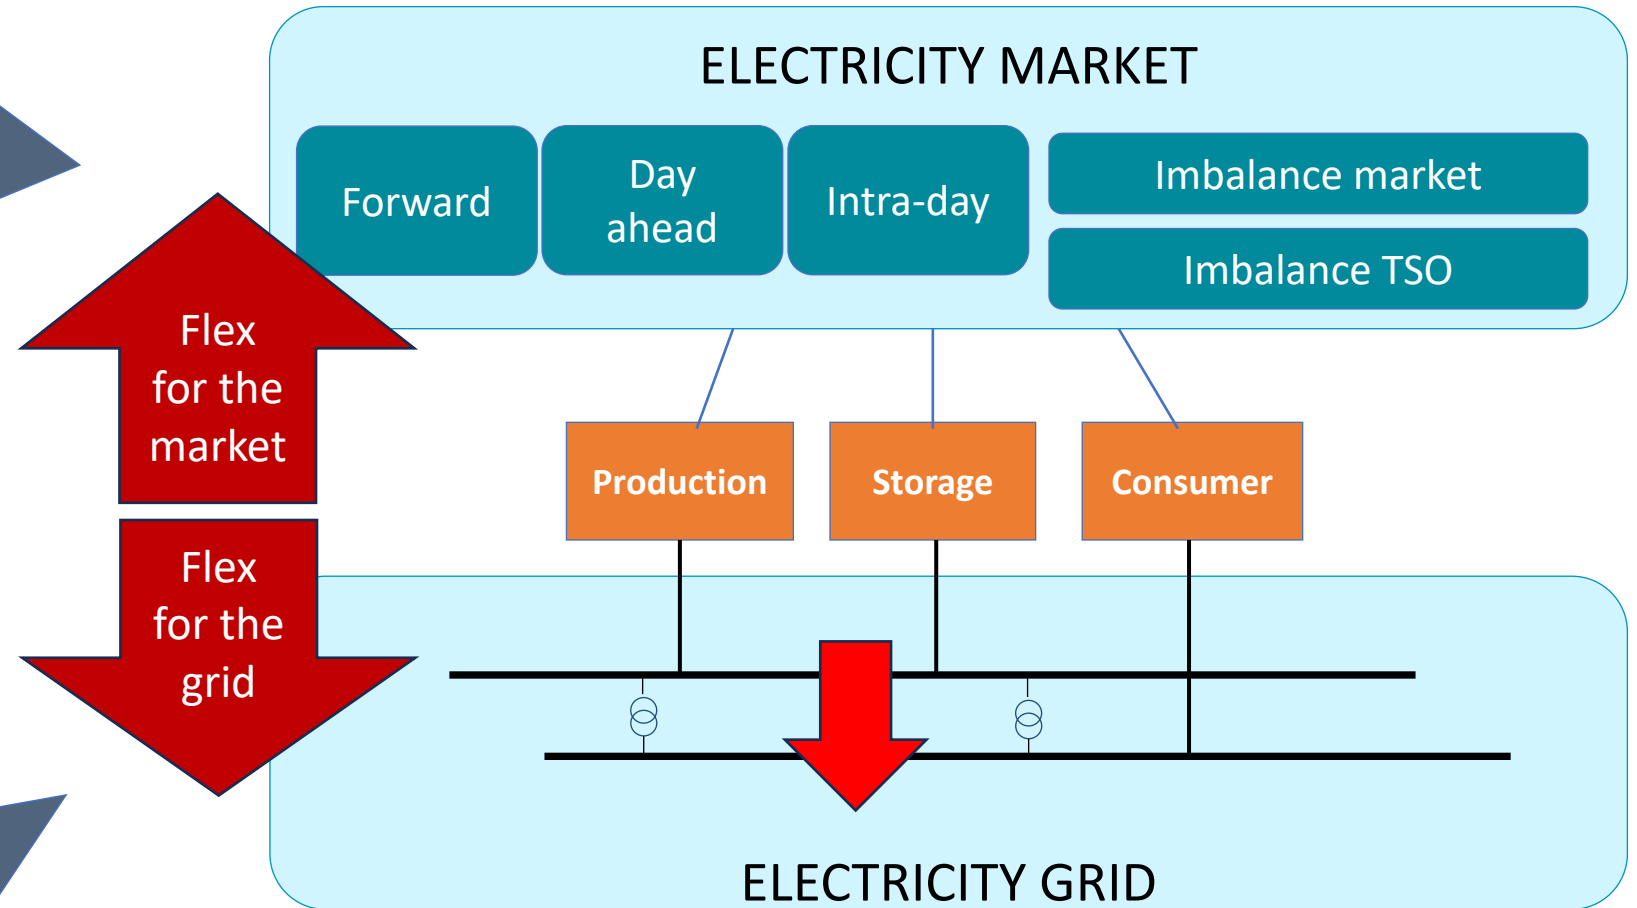 ELECTRICITY MARKET
Forward
Day
ahead
Intra-day
Imbalance market
Imbalance TSO
Flex
for the
market
Production
Storage
Consumer
Flex
for the
grid
ELECTRICITY GRID